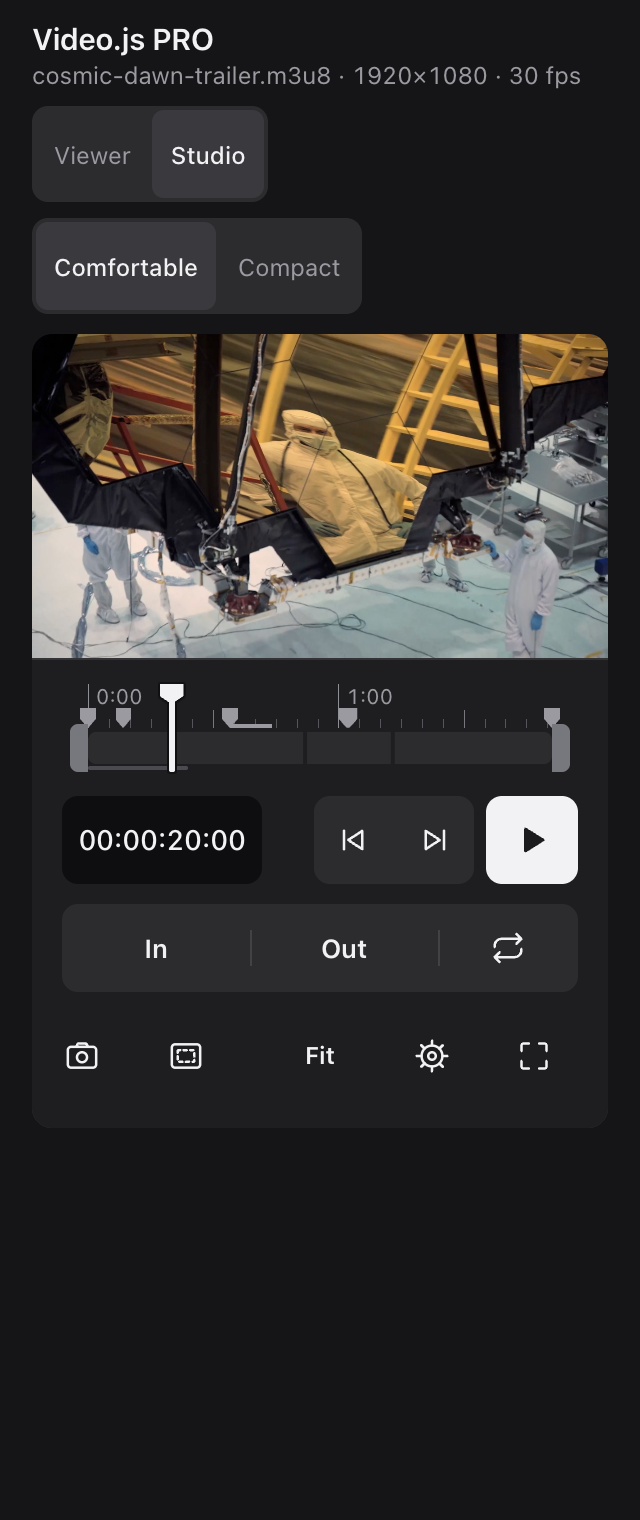 Video.js PRO
cosmic-dawn-trailer.m3u8 · 1920×1080 · 30 fps
Viewer Studio
Comfortable Compact
0:00 1:00
00:00:20:00
In Out
Fit